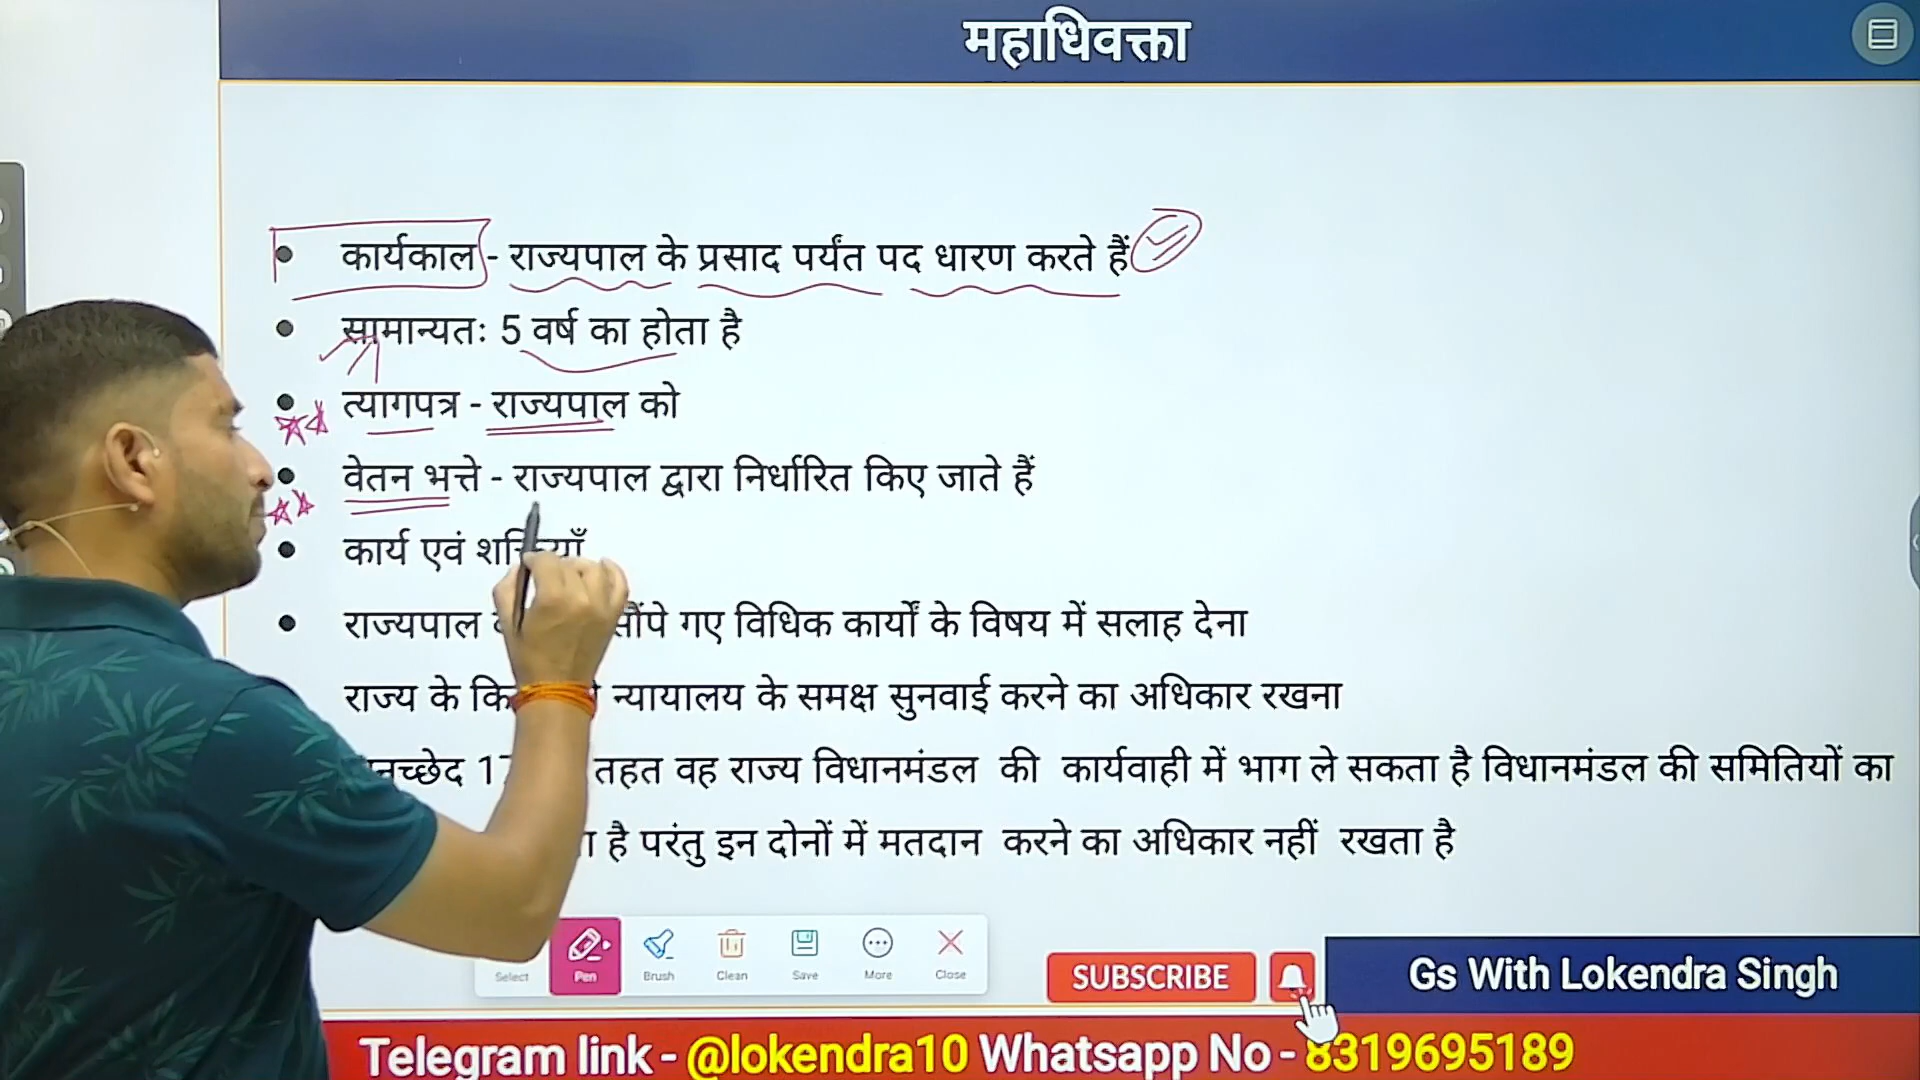 महाधिवक्ता
कार्यकाल - राज्यपाल के प्रसाद पर्यंत पद धारण करते हैं
सामान्यतः 5 वर्ष का होता है
त्यागपत्र - राज्यपाल को
वेतन भत्ते - राज्यपाल द्वारा निर्धारित किए जाते हैं
कार्य एवं शक्तियाँ
राज्यपाल सौंपे गए विधिक कार्यों के विषय में सलाह देना
राज्य के न्यायालय के समक्ष सुनवाई करने का अधिकार रखना
तहत वह राज्य विधानमंडल की कार्यवाही में भाग ले सकता है विधानमंडल की समितियों का
है परंतु इन दोनों में मतदान करने का अधिकार नहीं रखता है
Select Pen Brush Clean Save More Close
SUBSCRIBE
Gs With Lokendra Singh
Telegram link - @lokendra10 Whatsapp No - 8319695189